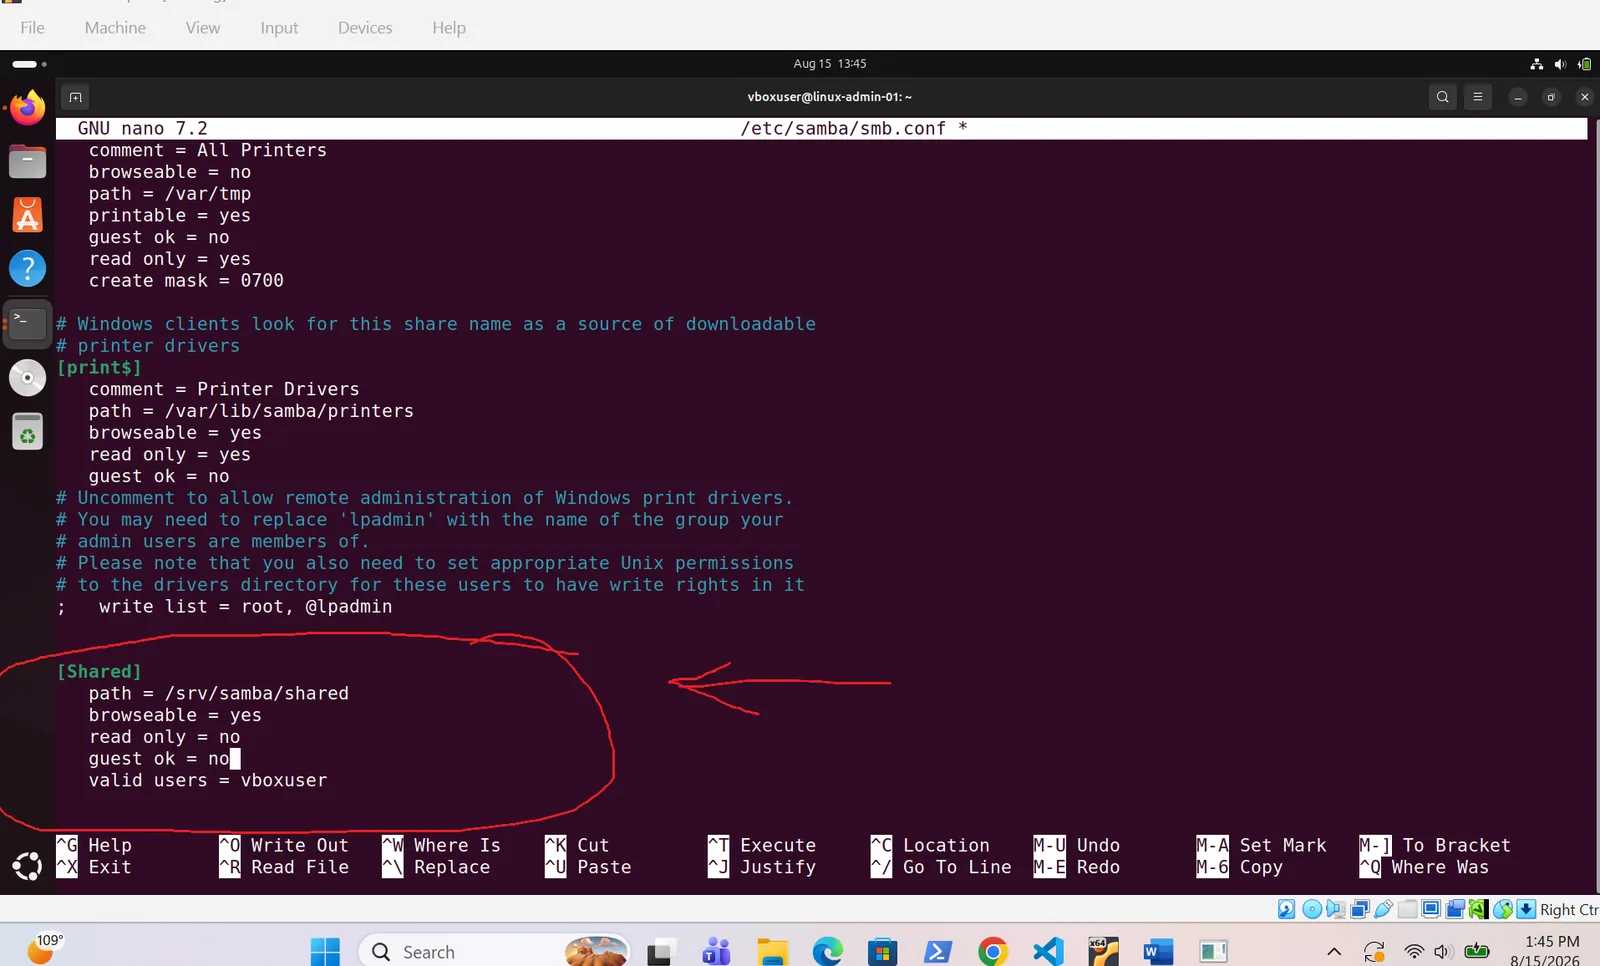 File Machine View Input Devices Help
Aug 15 13:45
vboxuser@linux-admin-01: ~
GNU nano 7.2 /etc/samba/smb.conf *
comment = All Printers
browseable = no
path = /var/tmp
printable = yes
guest ok = no
read only = yes
create mask = 0700
# Windows clients look for this share name as a source of downloadable
# printer drivers
[print$]
comment = Printer Drivers
path = /var/lib/samba/printers
browseable = yes
read only = yes
guest ok = no
# Uncomment to allow remote administration of Windows print drivers.
# You may need to replace 'lpadmin' with the name of the group your
# admin users are members of.
# Please note that you also need to set appropriate Unix permissions
# to the drivers directory for these users to have write rights in it
; write list = root, @lpadmin
[Shared]
path = /srv/samba/shared
browseable = yes
read only = no
guest ok = no
valid users = vboxuser
^G Help ^O Write Out ^W Where Is ^K Cut ^T Execute ^C Location M-U Undo M-A Set Mark M-] To Bracket
^X Exit ^R Read File ^\ Replace ^U Paste ^J Justify ^/ Go To Line M-E Redo M-6 Copy ^Q Where Was
Right Ctr
109°
Search
x64
1:45 PM
8/15/2026